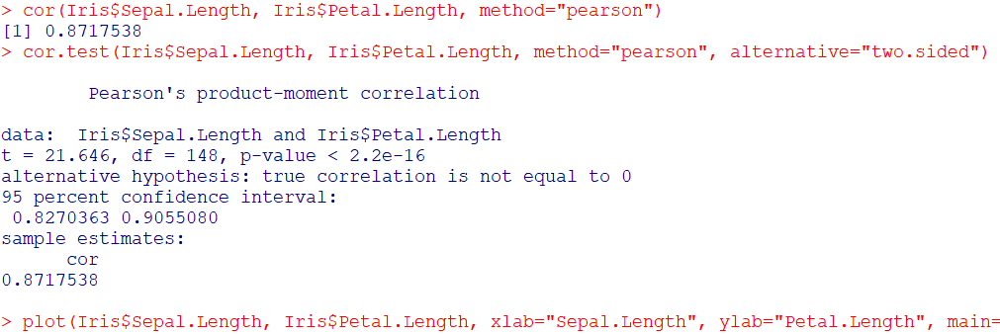 > cor(Iris$Sepal.Length, Iris$Petal.Length, method="pearson")
[1] 0.8717538
> cor.test(Iris$Sepal.Length, Iris$Petal.Length, method="pearson", alternative="two.sided")
Pearson's product-moment correlation
data:  Iris$Sepal.Length and Iris$Petal.Length
t = 21.646, df = 148, p-value < 2.2e-16
alternative hypothesis: true correlation is not equal to 0
95 percent confidence interval:
0.8270363 0.9055080
sample estimates:
cor
0.8717538
> plot(Iris$Sepal.Length, Iris$Petal.Length, xlab="Sepal.Length", ylab="Petal.Length", main=